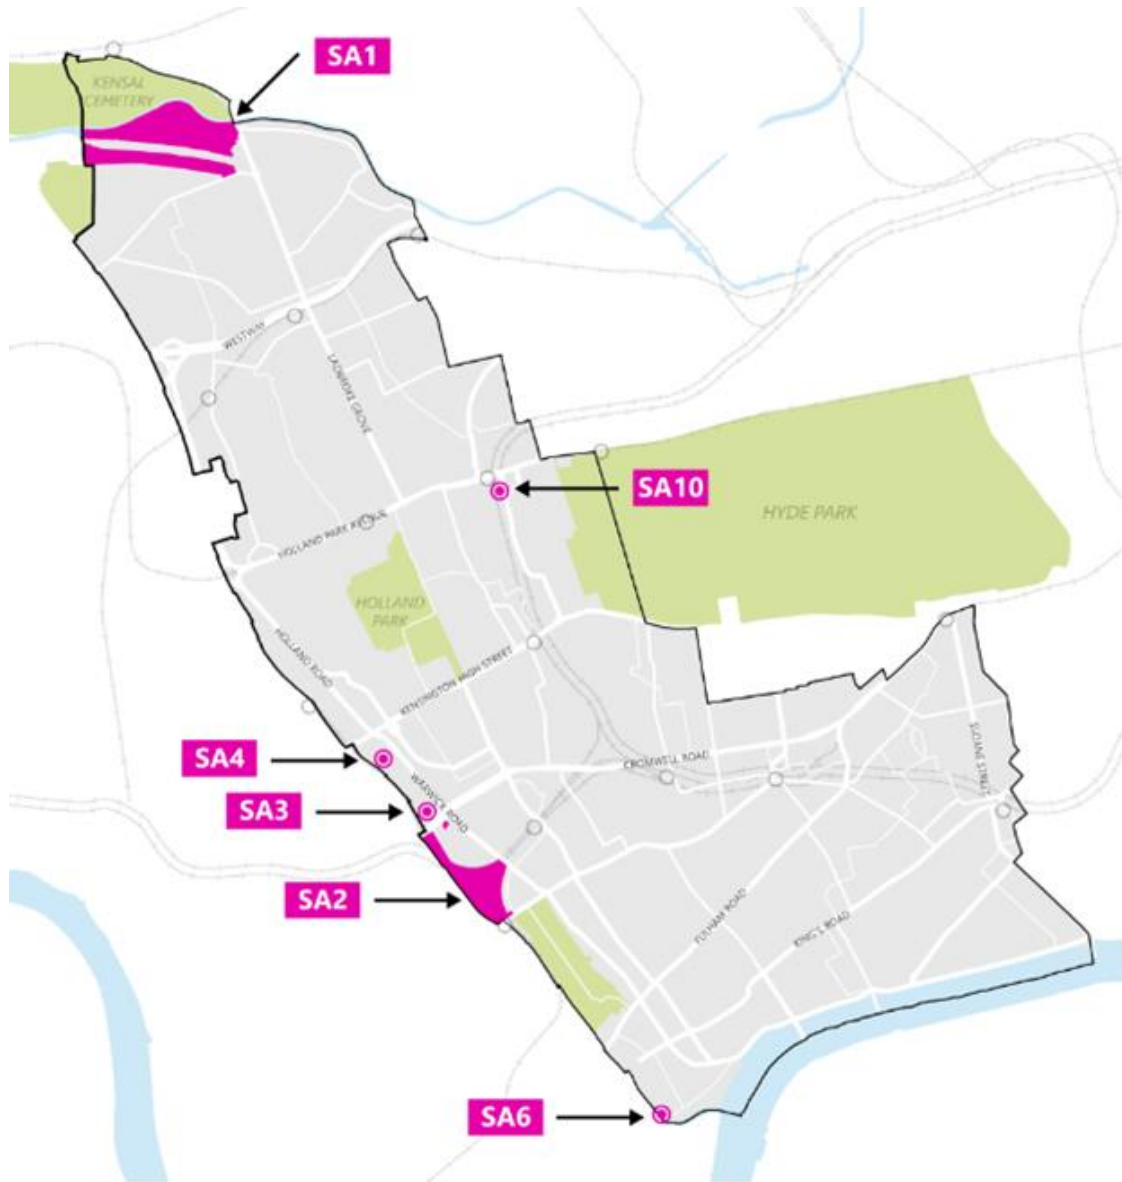 SA1
KENSAL
CEMETERY
WESTWAY
LADBROKE GROVE
SA10
HYDE PARK
HOLLAND PARK AVENUE
HOLLAND
PARK
HOLLAND ROAD
KENSINGTON HIGH STREET
SA4
CROMWELL ROAD
SLOANE STREET
WARWICK ROAD
SA3
SA2
FULHAM ROAD
KING'S ROAD
SA6